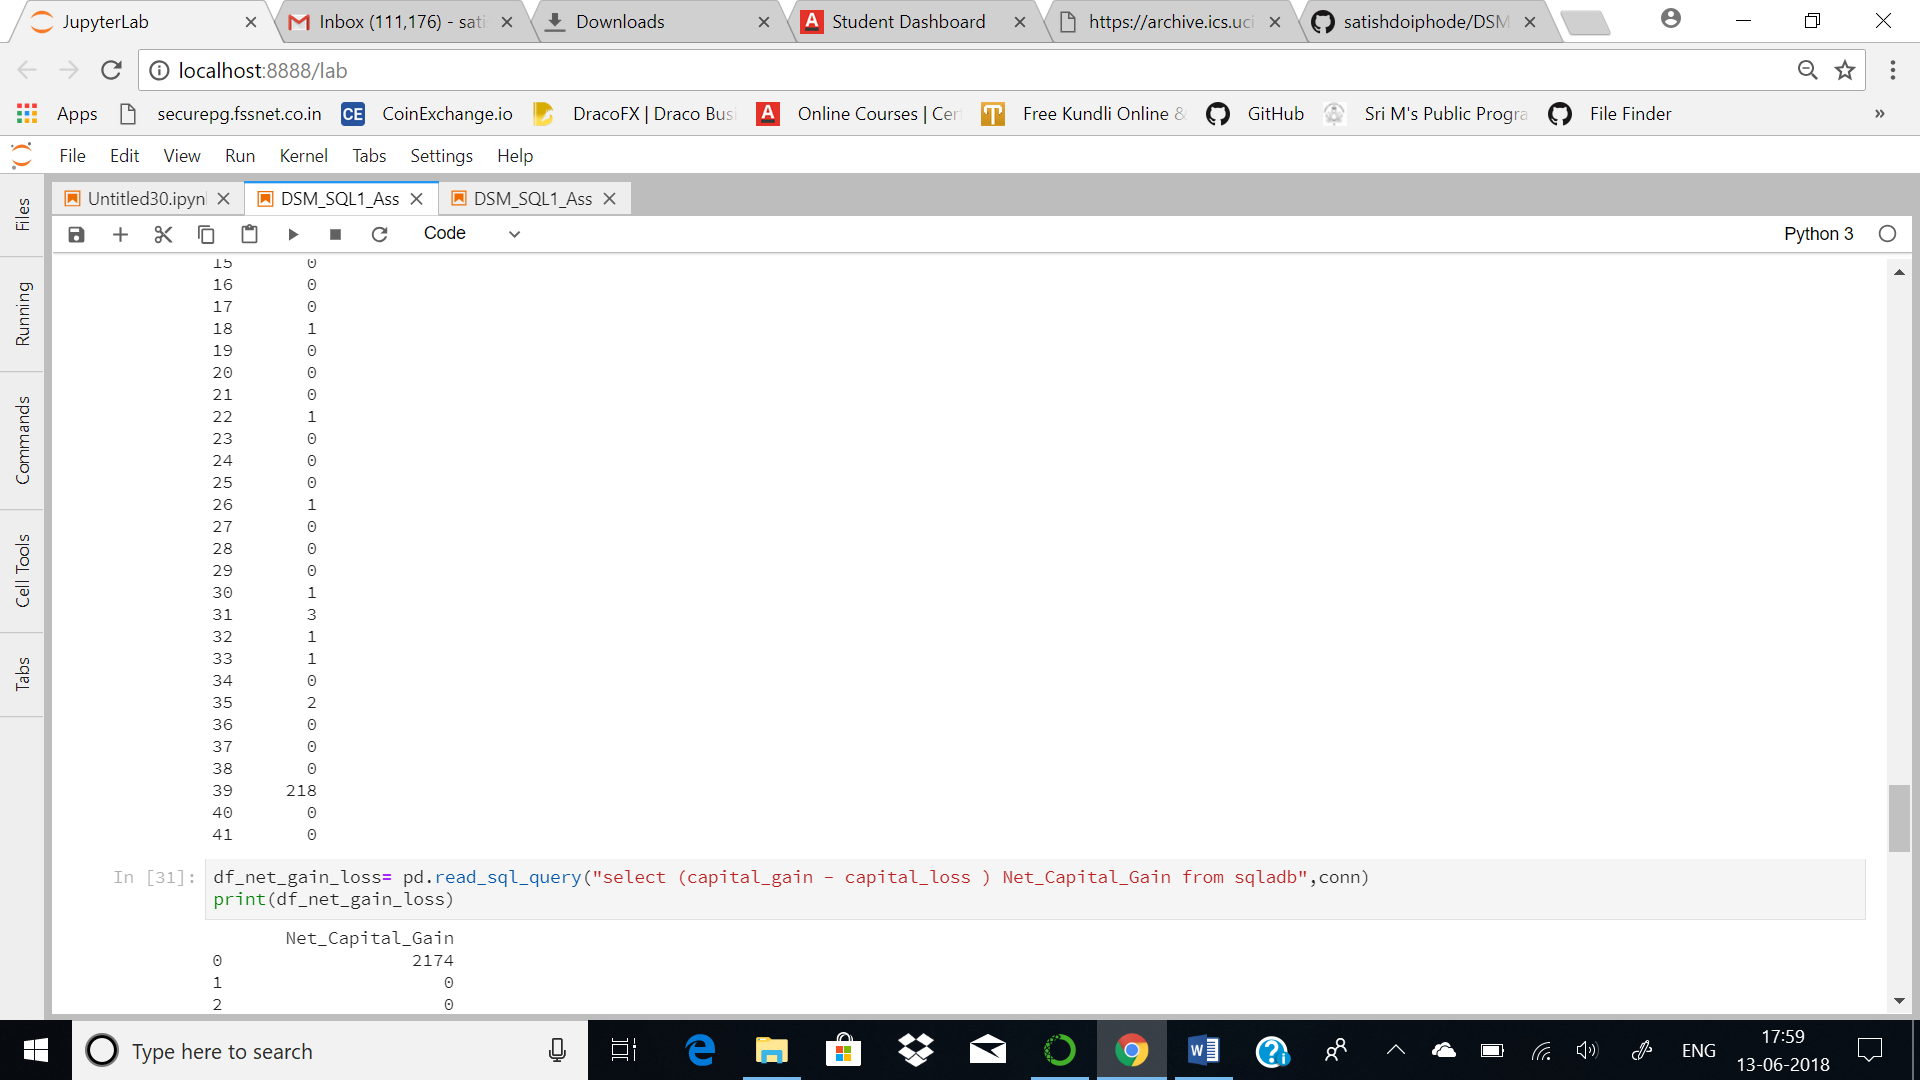 JupyterLab
Inbox (111,176) - sati
Downloads
Student Dashboard
https://archive.ics.uci
satishdoiphode/DSM
localhost:8888/lab
Apps securepg.fssnet.co.in CE CoinExchange.io DracoFX | Draco Busi A Online Courses | Cert Free Kundli Online & GitHub Sri M's Public Progra File Finder »
File Edit View Run Kernel Tabs Settings Help
Untitled30.ipynb DSM_SQL1_Ass DSM_SQL1_Ass
Code Python 3
Files
Running
Commands
Cell Tools
Tabs
15 0
16 0
17 0
18 1
19 0
20 0
21 0
22 1
23 0
24 0
25 0
26 1
27 0
28 0
29 0
30 1
31 3
32 1
33 1
34 0
35 2
36 0
37 0
38 0
39 218
40 0
41 0
In [31]: df_net_gain_loss= pd.read_sql_query("select (capital_gain - capital_loss ) Net_Capital_Gain from sqladb",conn)
print(df_net_gain_loss)
Net_Capital_Gain
0 2174
1 0
2 0
Type here to search
ENG
17:59
13-06-2018